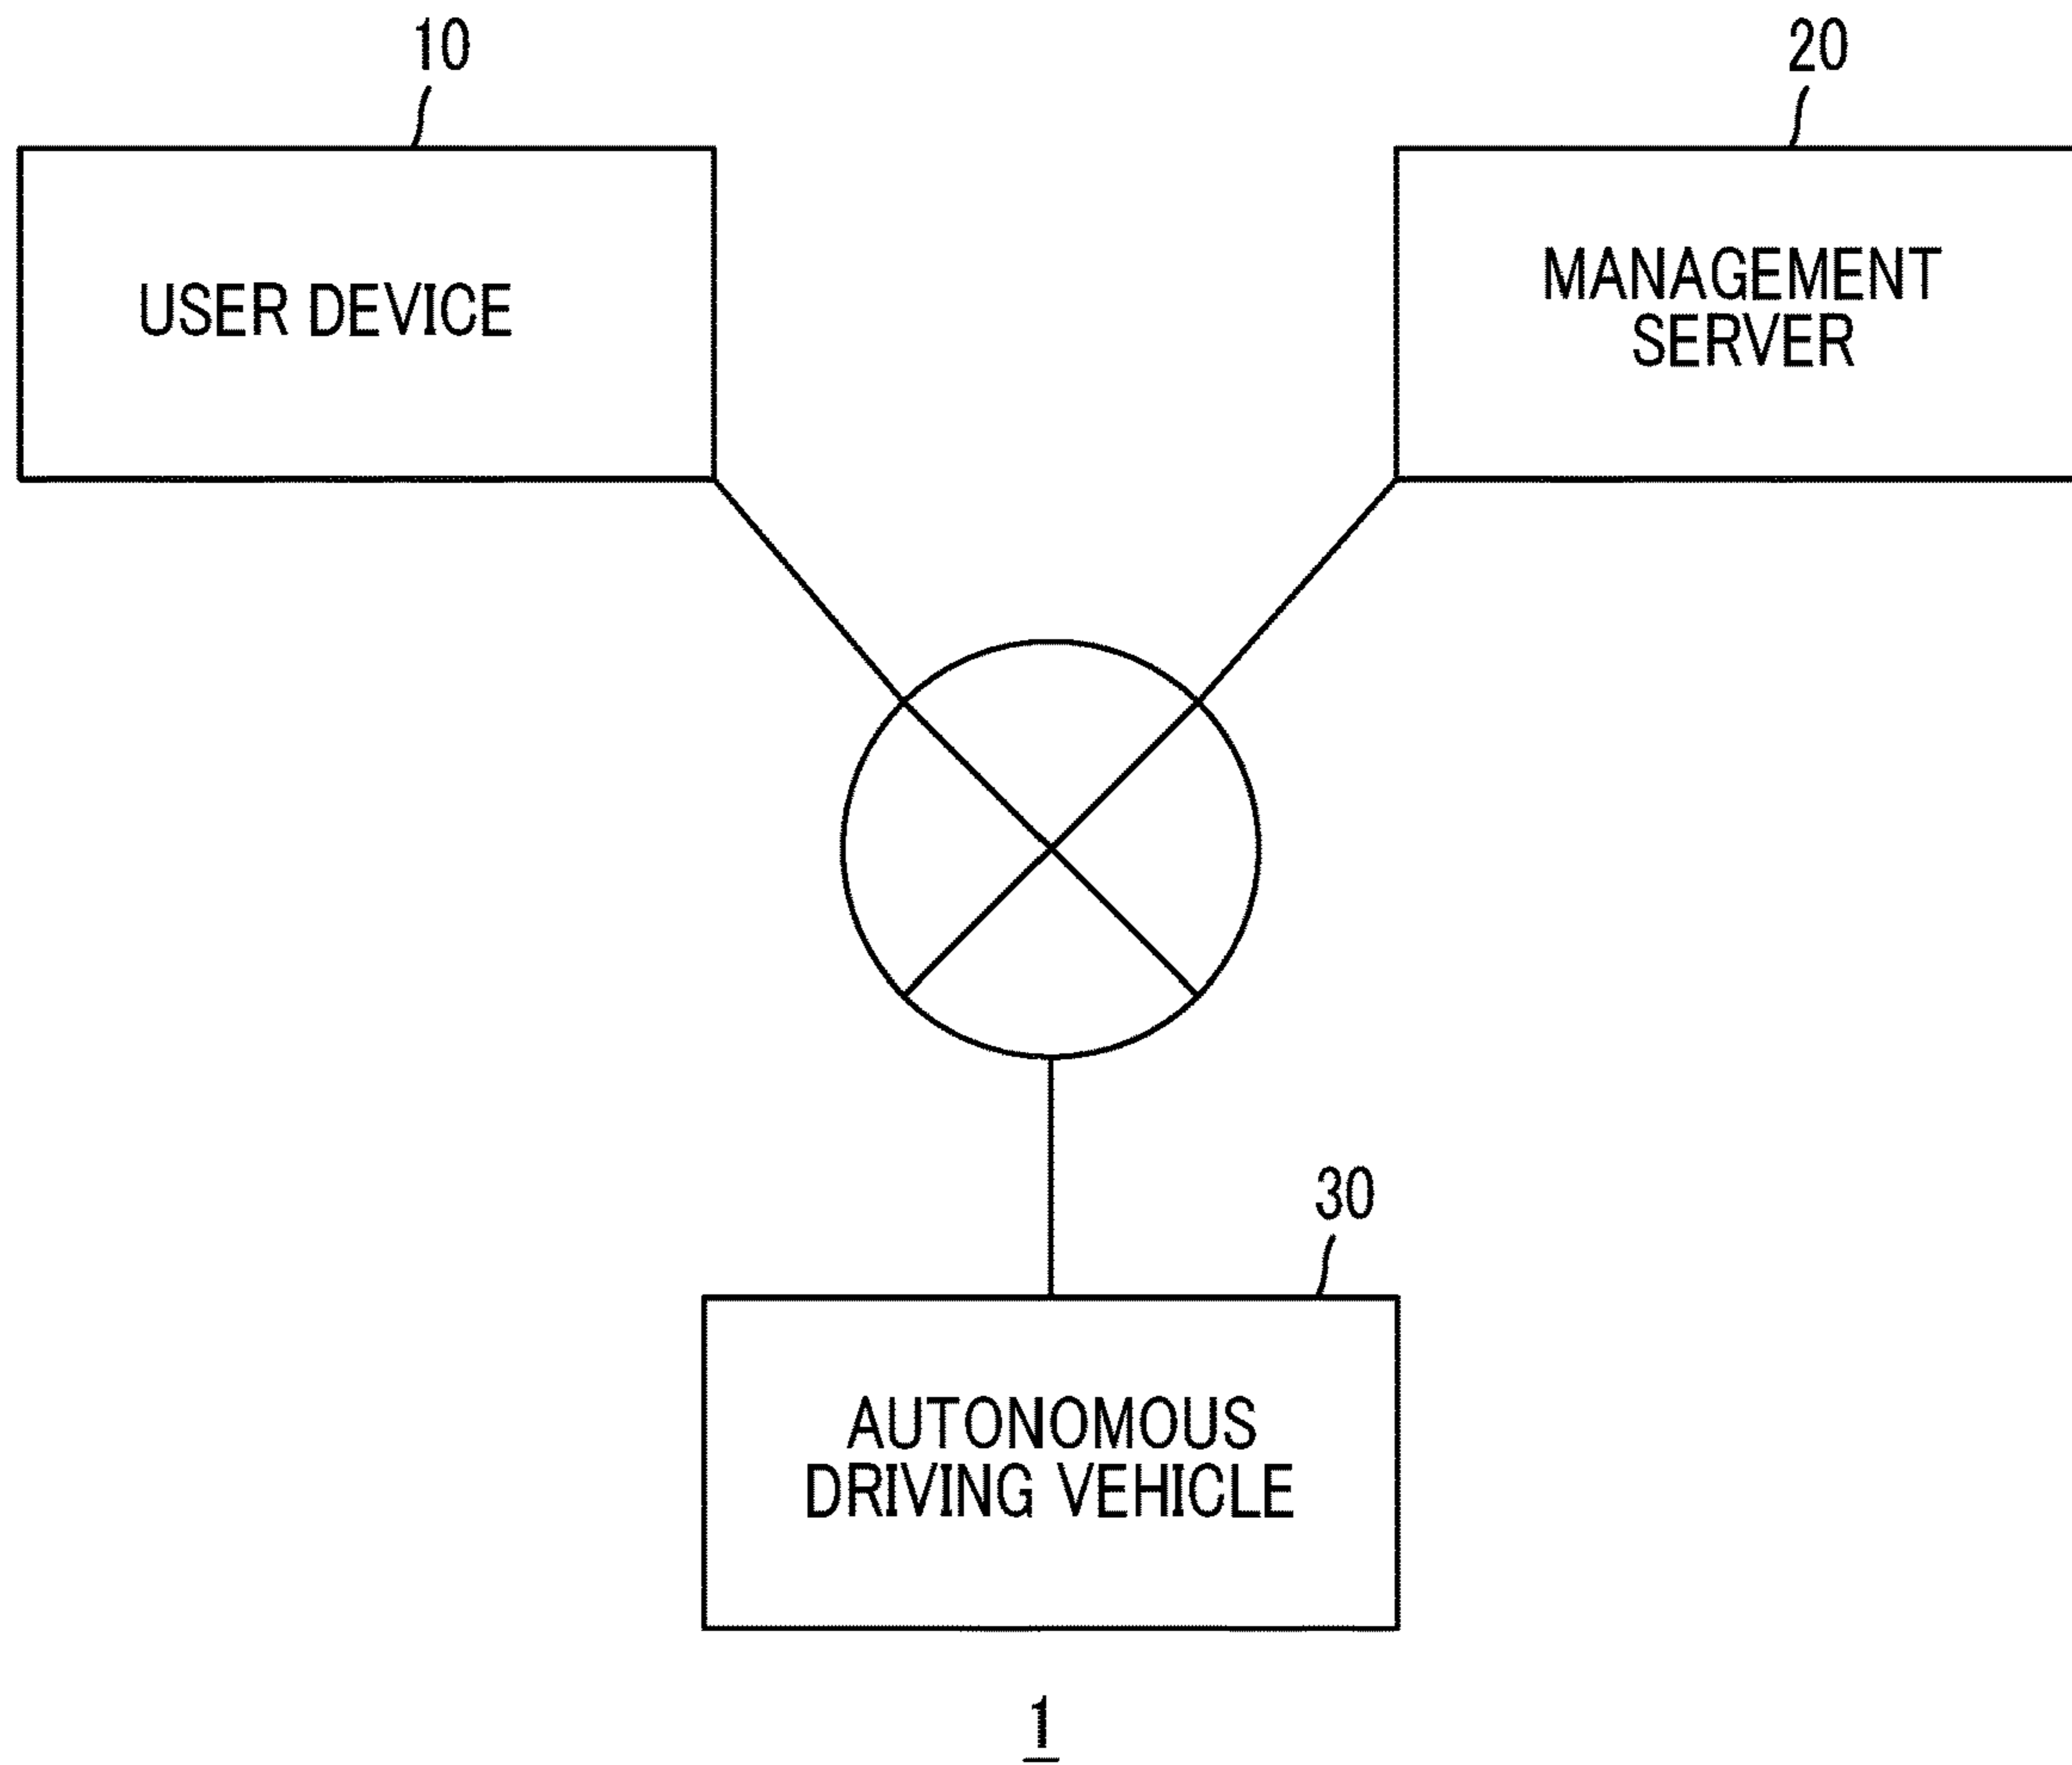 10
20
USER DEVICE
MANAGEMENT
SERVER
30
AUTONOMOUS
DRIVING VEHICLE
1